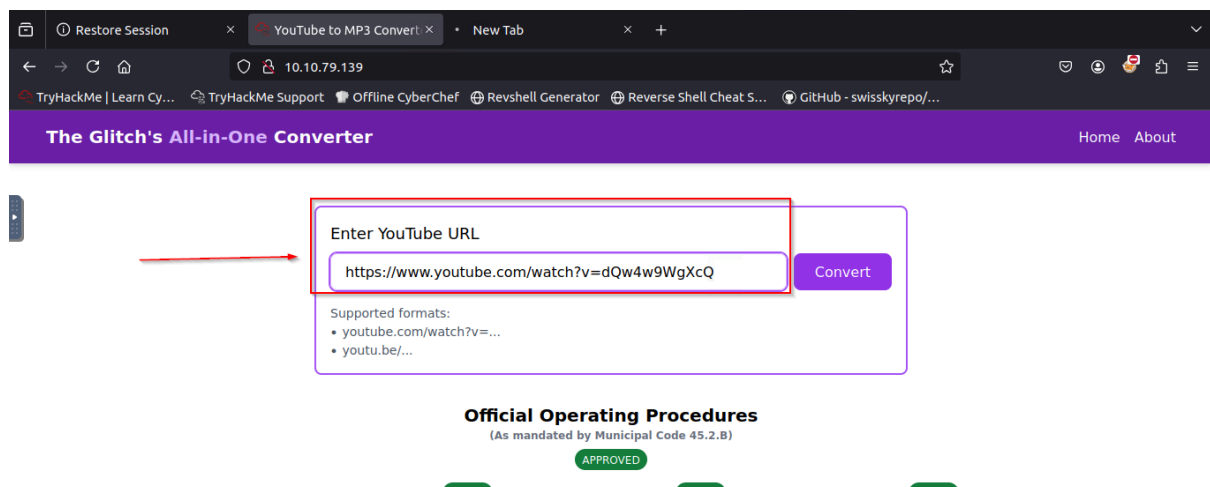 Restore Session
YouTube to MP3 Convert
New Tab
10.10.79.139
TryHackMe | Learn Cy... TryHackMe Support Offline CyberChef Revshell Generator Reverse Shell Cheat S... GitHub - swisskyrepo/...
The Glitch's All-in-One Converter
Home About
Enter YouTube URL
https://www.youtube.com/watch?v=dQw4w9WgXcQ
Convert
Supported formats:
• youtube.com/watch?v=...
• youtu.be/...
Official Operating Procedures
(As mandated by Municipal Code 45.2.B)
APPROVED